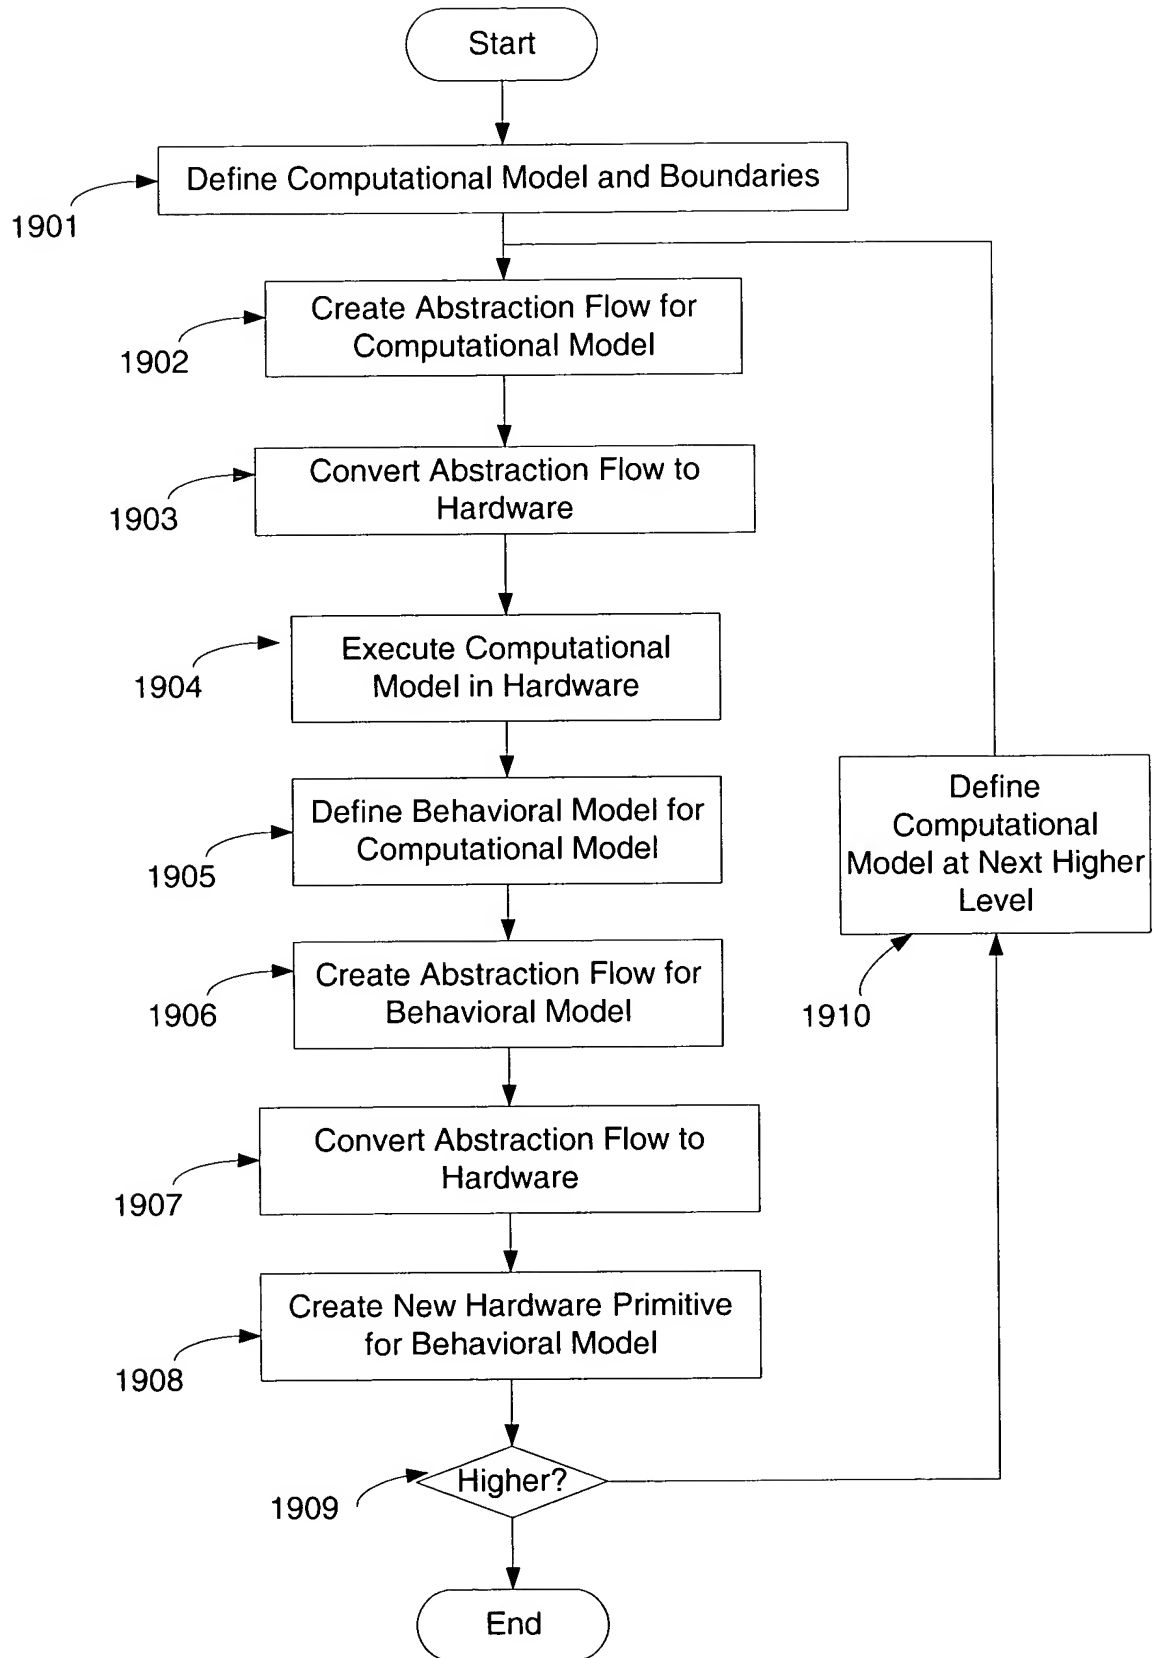 Start
Define Computational Model and Boundaries
1901
Create Abstraction Flow for
Computational Model
1902
Convert Abstraction Flow to
Hardware
1903
Execute Computational
Model in Hardware
1904
Define Behavioral Model for
Computational Model
1905
Define
Computational
Model at Next Higher
Level
1910
Create Abstraction Flow for
Behavioral Model
1906
Convert Abstraction Flow to
Hardware
1907
Create New Hardware Primitive
for Behavioral Model
1908
Higher?
1909
End